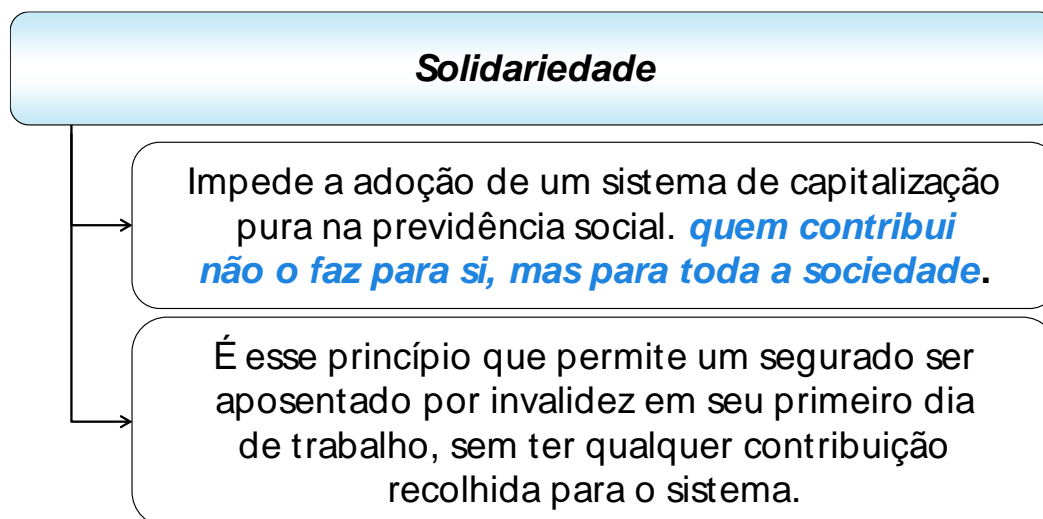 Solidariedade
Impede a adoção de um sistema de capitalização
pura na previdência social. quem contribui
não o faz para si, mas para toda a sociedade.
É esse princípio que permite um segurado ser
aposentado por invalidez em seu primeiro dia
de trabalho, sem ter qualquer contribuição
recolhida para o sistema.